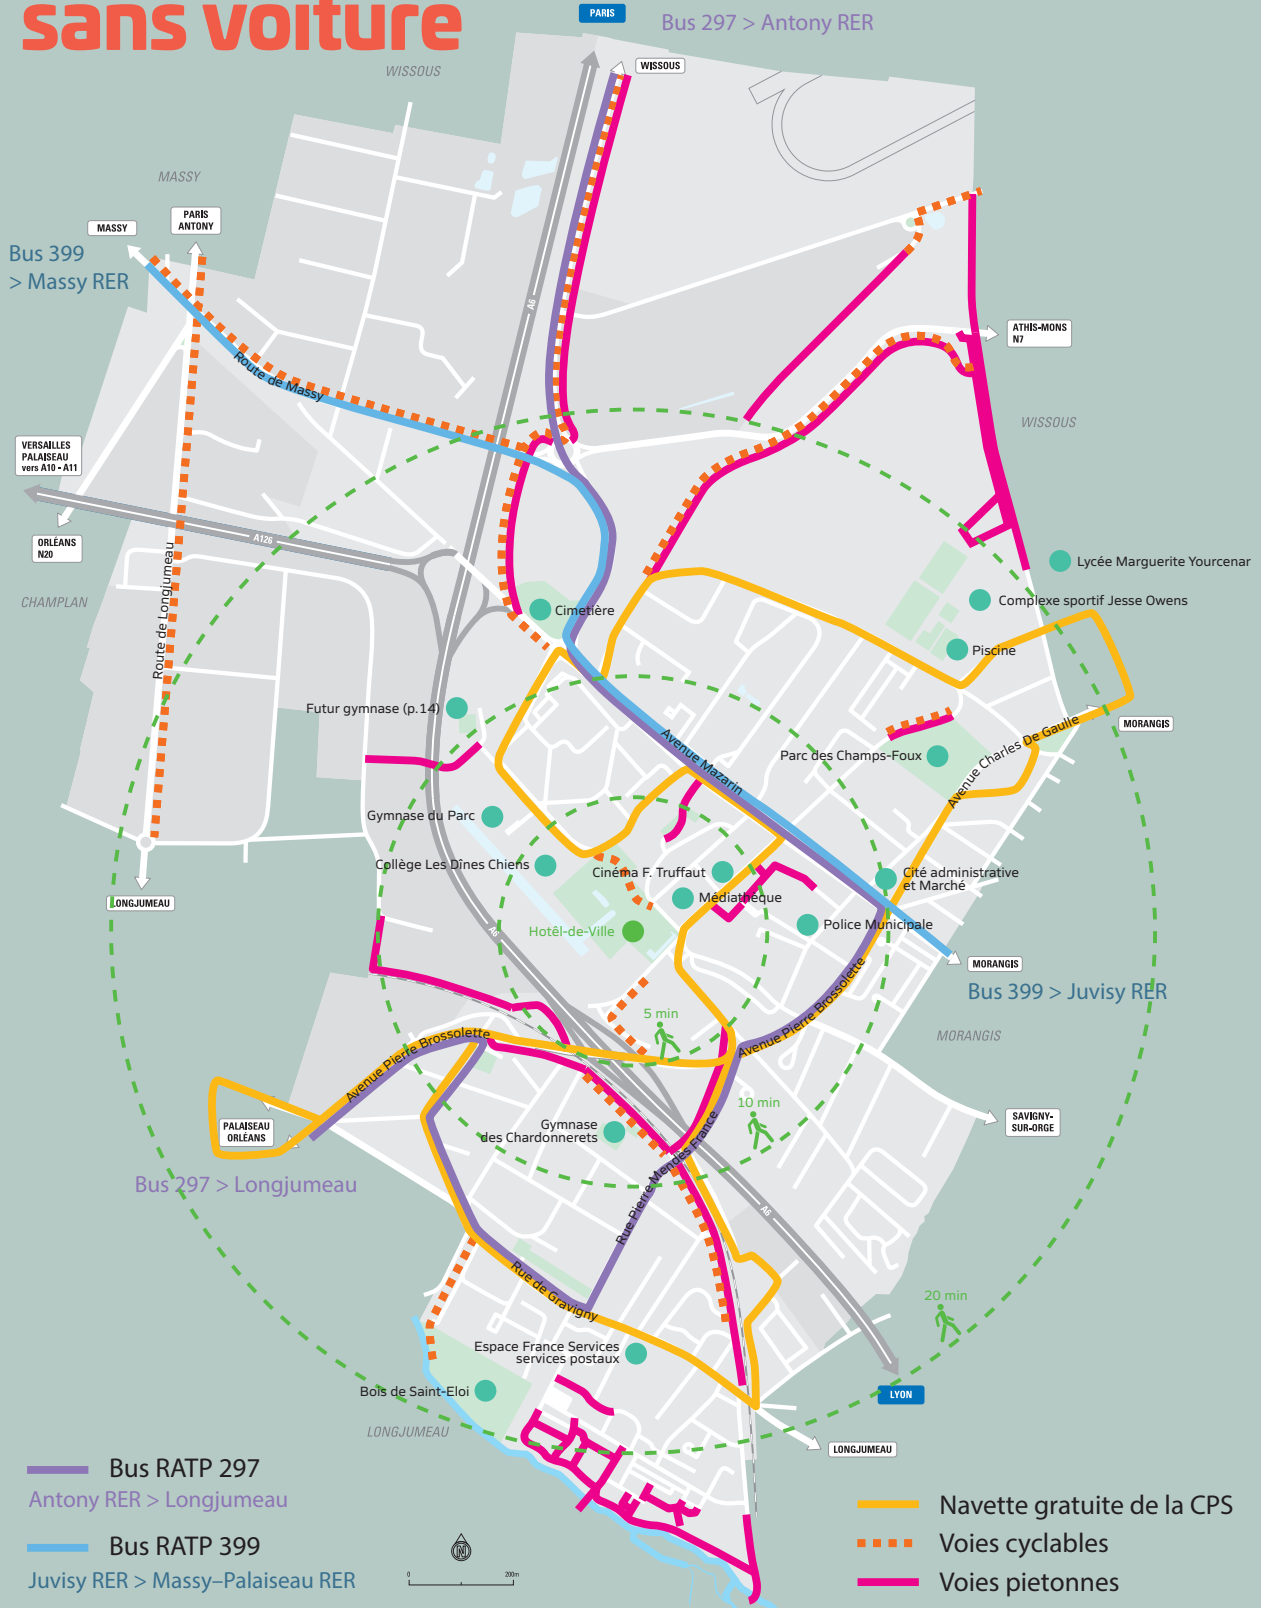 sans voiture
PARIS
Bus 297 > Antony RER
WISSOUS
WISSOUS
MASSY
PARIS
ANTONY
MASSY
Bus 399
> Massy RER
A6
ATHIS-MONS
N7
Route de Massy
WISSOUS
VERSAILLES
PALAISEAU
vers A10 - A11
A126
ORLÉANS
N20
Route de Longjumeau
CHAMPLAN
Lycée Marguerite Yourcenar
Complexe sportif Jesse Owens
Cimetière
Piscine
Futur gymnase (p.14)
MORANGIS
Avenue Mazarin
Parc des Champs-Foux
Avenue Charles De Gaulle
Gymnase du Parc
Collège Les Dînes Chiens
Cinéma F. Truffaut
Cité administrative
et Marché
Médiathèque
LONGJUMEAU
Police Municipale
Hotêl-de-Ville
A6
MORANGIS
Bus 399 > Juvisy RER
5 min
Avenue Pierre Brossolette
MORANGIS
Avenue Pierre Brossolette
10 min
SAVIGNY-
SUR-ORGE
PALAISEAU
ORLÉANS
Gymnase
des Chardonnerets
Rue Pierre Mendès France
Bus 297 > Longjumeau
A6
Rue de Gravigny
20 min
Espace France Services
services postaux
Bois de Saint-Eloi
LYON
LONGJUMEAU
LONGJUMEAU
Bus RATP 297
Antony RER > Longjumeau
Bus RATP 399
Juvisy RER > Massy–Palaiseau RER
N
0 200m
Navette gratuite de la CPS
Voies cyclables
Voies pietonnes